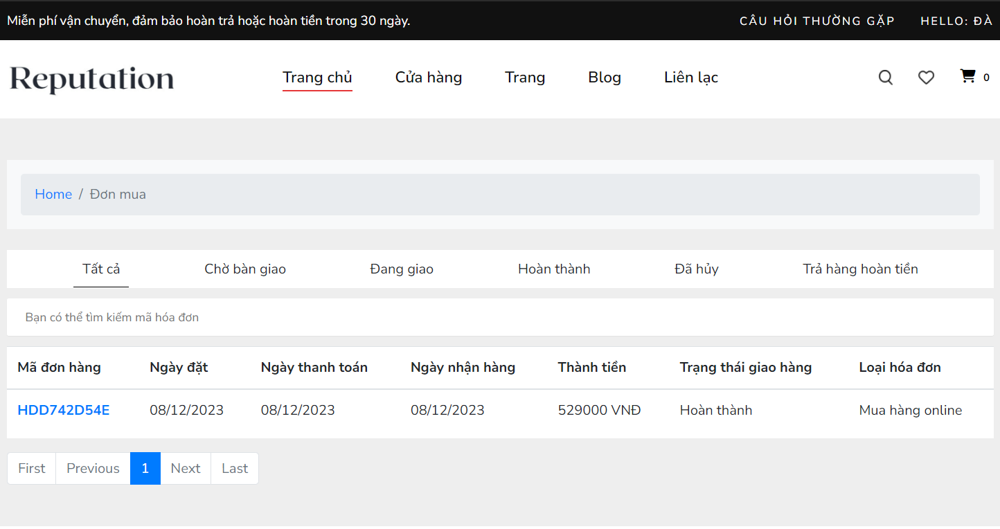 Miễn phí vận chuyển, đảm bảo hoàn trả hoặc hoàn tiền trong 30 ngày. CÂU HỎI THƯỜNG GẶP HELLO: ĐÀ
Reputation Trang chủ Cửa hàng Trang Blog Liên lạc 0
Home / Đơn mua
Tất cả Chờ bàn giao Đang giao Hoàn thành Đã hủy Trả hàng hoàn tiền
Bạn có thể tìm kiếm mã hóa đơn
Mã đơn hàng Ngày đặt Ngày thanh toán Ngày nhận hàng Thành tiền Trạng thái giao hàng Loại hóa đơn
HDD742D54E 08/12/2023 08/12/2023 08/12/2023 529000 VNĐ Hoàn thành Mua hàng online
First Previous 1 Next Last